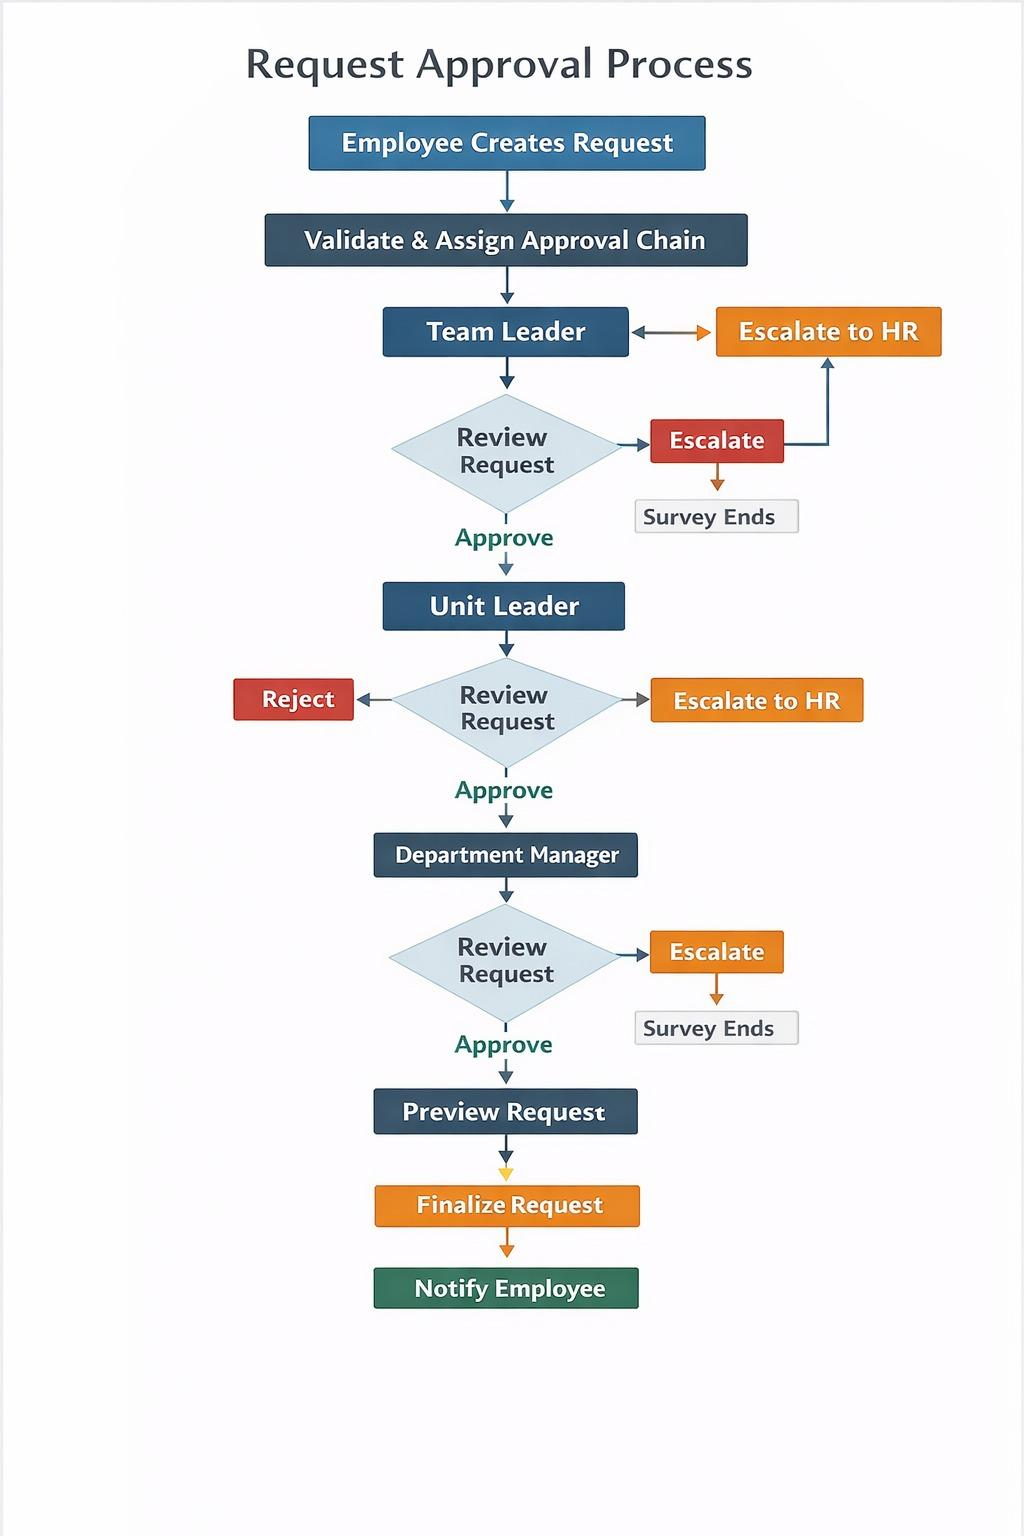 Request Approval Process
Employee Creates Request
Validate & Assign Approval Chain
Team Leader
Escalate to HR
Review
Request
Escalate
Survey Ends
Approve
Unit Leader
Reject
Review
Request
Escalate to HR
Approve
Department Manager
Review
Request
Escalate
Survey Ends
Approve
Preview Request
Finalize Request
Notify Employee